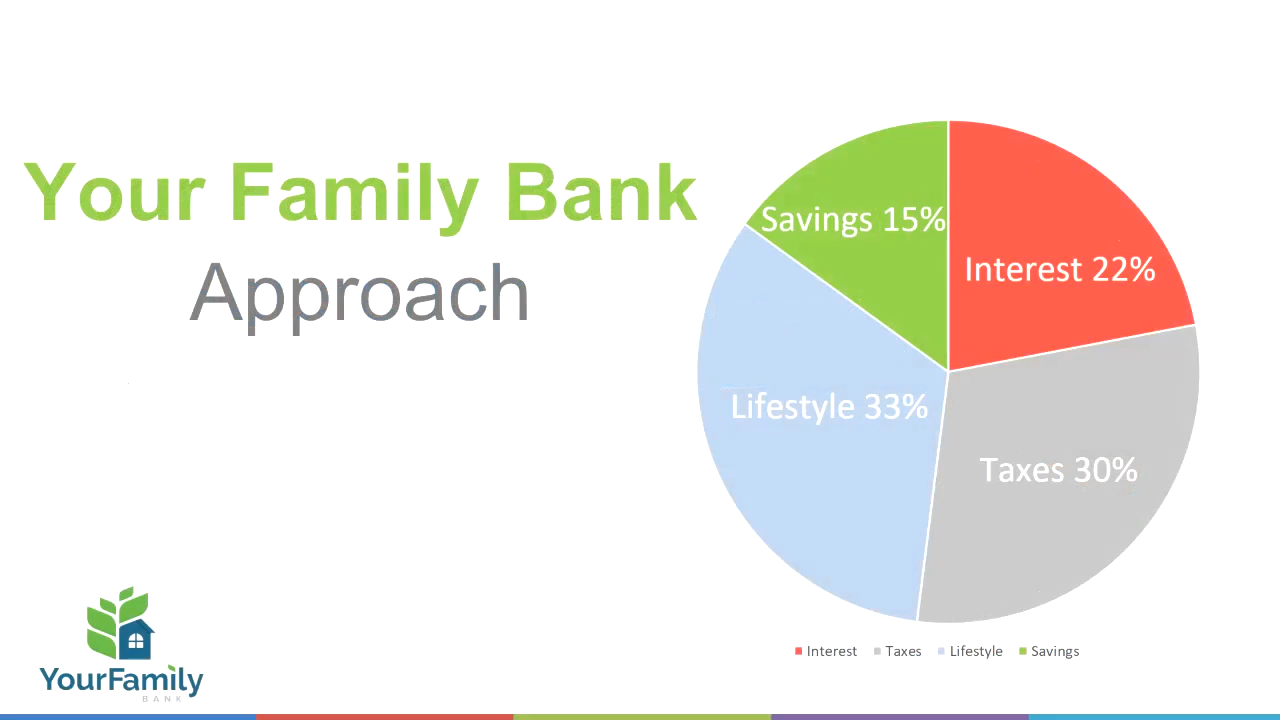 Your Family Bank
Approach
Savings 15%
Interest 22%
Lifestyle 33%
Taxes 30%
Interest Taxes Lifestyle Savings
YourFamily
BANK